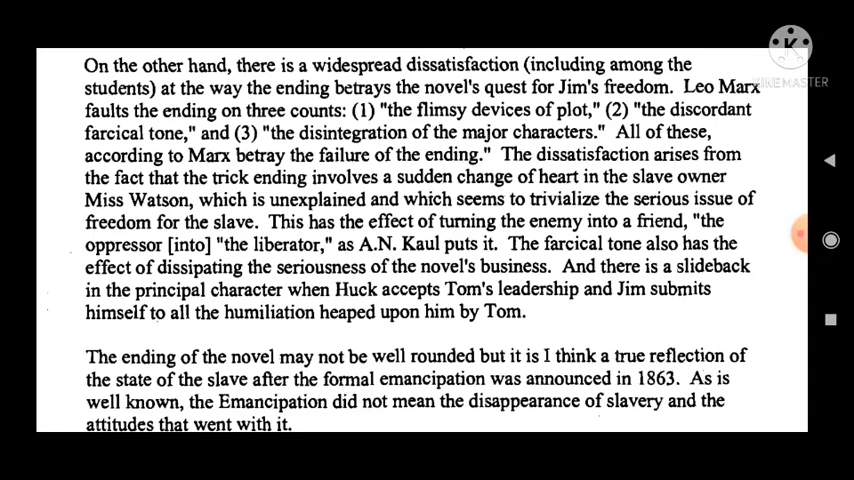 On the other hand, there is a widespread dissatisfaction (including among the
students) at the way the ending betrays the novel's quest for Jim's freedom. Leo Marx
faults the ending on three counts: (1) "the flimsy devices of plot," (2) "the discordant
farcical tone," and (3) "the disintegration of the major characters." All of these,
according to Marx betray the failure of the ending." The dissatisfaction arises from
the fact that the trick ending involves a sudden change of heart in the slave owner
Miss Watson, which is unexplained and which seems to trivialize the serious issue of
freedom for the slave. This has the effect of turning the enemy into a friend, "the
oppressor [into] "the liberator," as A.N. Kaul puts it. The farcical tone also has the
effect of dissipating the seriousness of the novel's business. And there is a slideback
in the principal character when Huck accepts Tom's leadership and Jim submits
himself to all the humiliation heaped upon him by Tom.
The ending of the novel may not be well rounded but it is I think a true reflection of
the state of the slave after the formal emancipation was announced in 1863. As is
well known, the Emancipation did not mean the disappearance of slavery and the
attitudes that went with it.
K
KINEMASTER